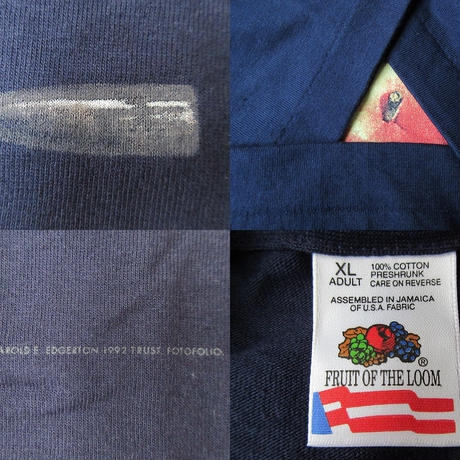 AROLD E. EDGERTON 1992 TRUST. FOTOFOLIO.
XL
ADULT
100% COTTON
PRESHRUNK
CARE ON REVERSE
ASSEMBLED IN JAMAICA
OF U.S.A. FABRIC
®
FRUIT OF THE LOOM